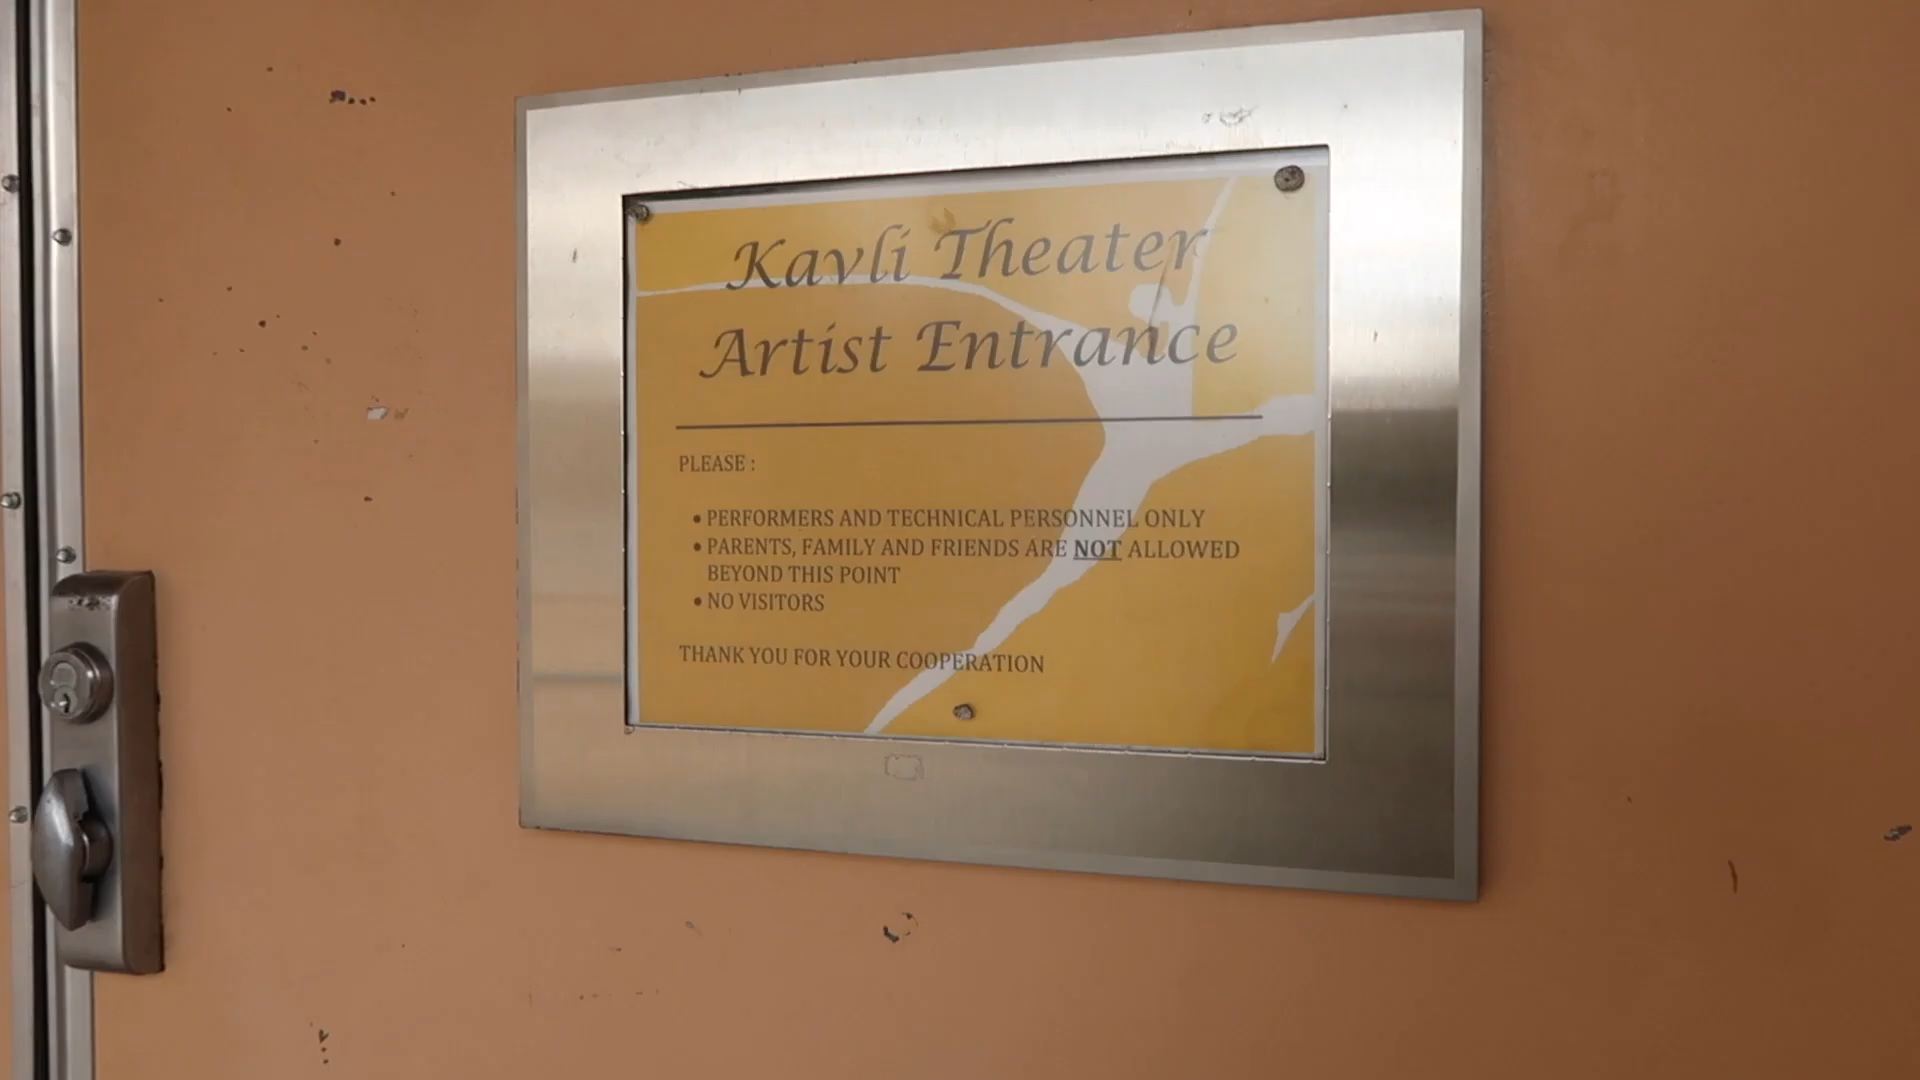 Kavli Theater
Artist Entrance
PLEASE :
• PERFORMERS AND TECHNICAL PERSONNEL ONLY
• PARENTS, FAMILY AND FRIENDS ARE NOT ALLOWED
BEYOND THIS POINT
• NO VISITORS
THANK YOU FOR YOUR COOPERATION